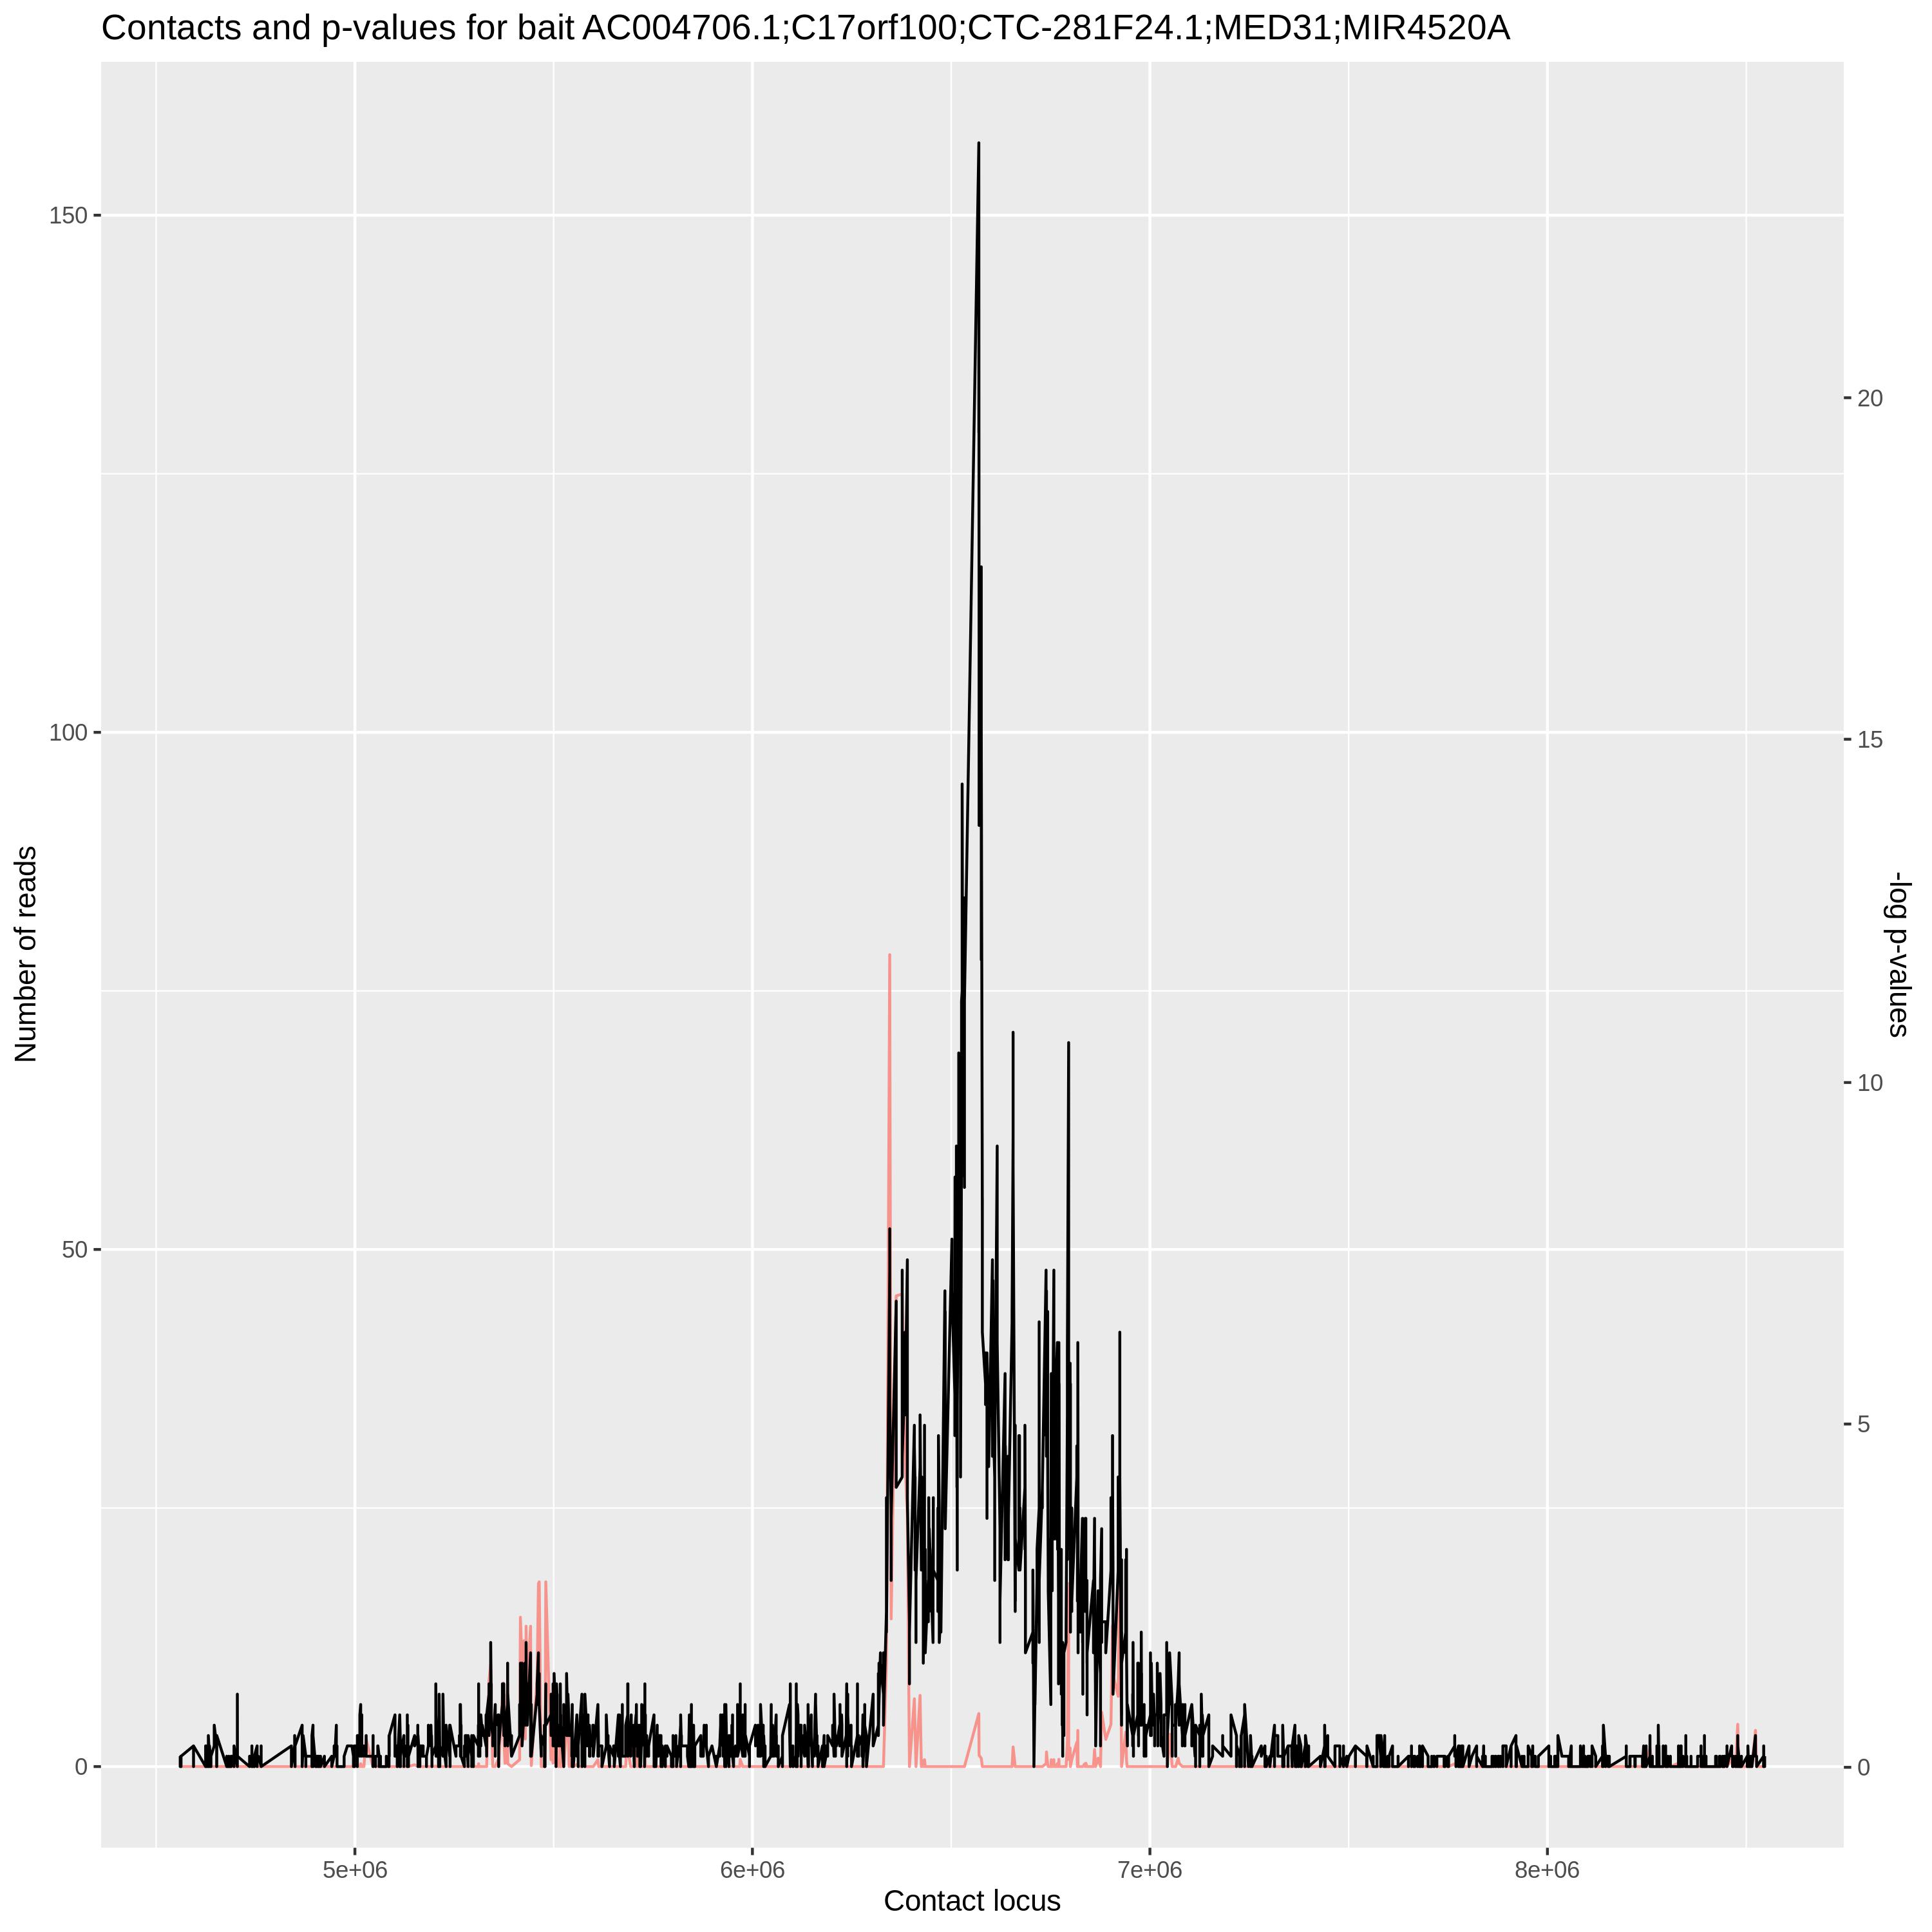 Contacts and p-values for bait AC004706.1;C17orf100;CTC-281F24.1;MED31;MIR4520A
150
100
50
0
20
15
10
5
0
Number of reads
-log p-values
5e+06
6e+06
7e+06
8e+06
Contact locus